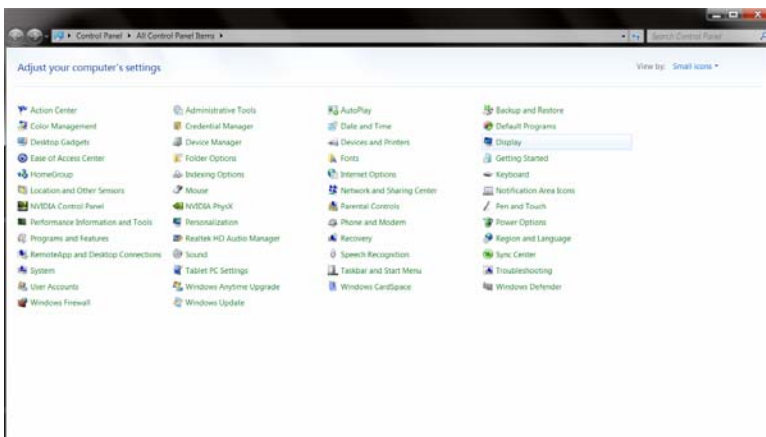 Control Panel ▸ All Control Panel Items ▸ Search Control Panel
Adjust your computer's settings View by: Small icons
Action Center Administrative Tools AutoPlay Backup and Restore
Color Management Credential Manager Date and Time Default Programs
Desktop Gadgets Device Manager Devices and Printers Display
Ease of Access Center Folder Options Fonts Getting Started
HomeGroup Indexing Options Internet Options Keyboard
Location and Other Sensors Mouse Network and Sharing Center Notification Area Icons
NVIDIA Control Panel NVIDIA PhysX Parental Controls Pen and Touch
Performance Information and Tools Personalization Phone and Modem Power Options
Programs and Features Realtek HD Audio Manager Recovery Region and Language
RemoteApp and Desktop Connections Sound Speech Recognition Sync Center
System Tablet PC Settings Taskbar and Start Menu Troubleshooting
User Accounts Windows Anytime Upgrade Windows CardSpace Windows Defender
Windows Firewall Windows Update